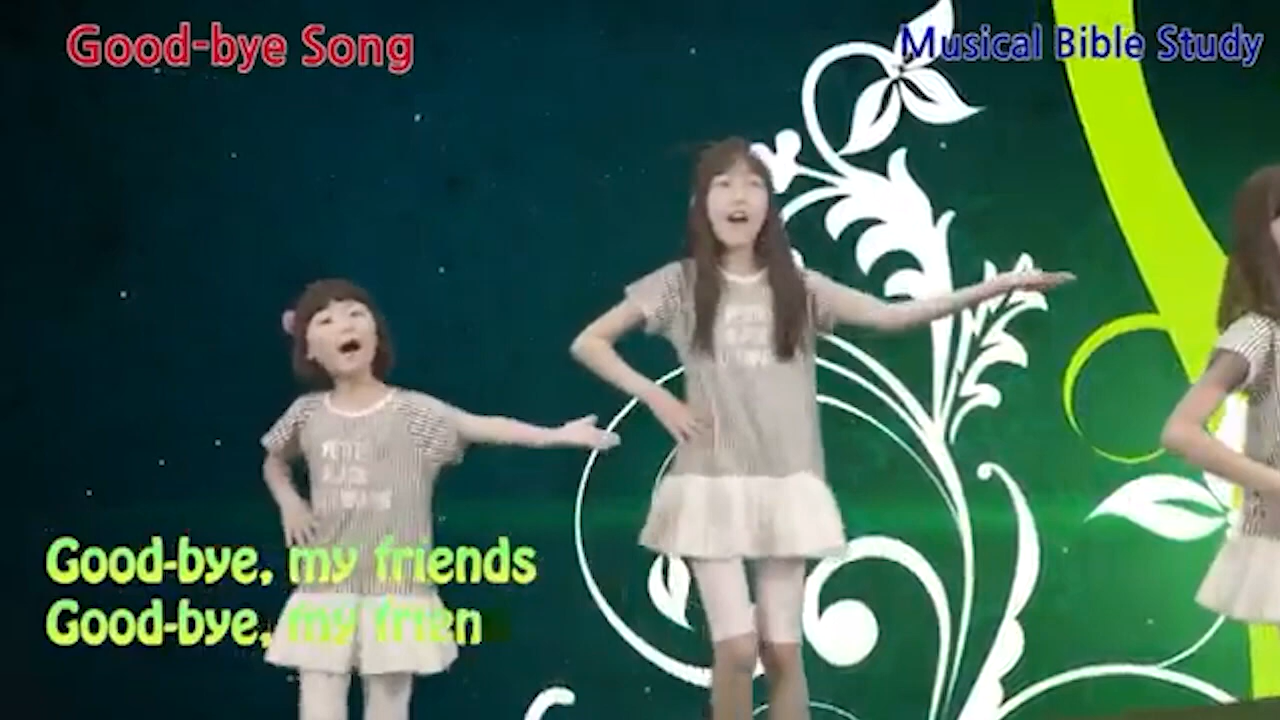 Good-bye Song
Musical Bible Study
Good-bye, my friends
Good-bye, my frien